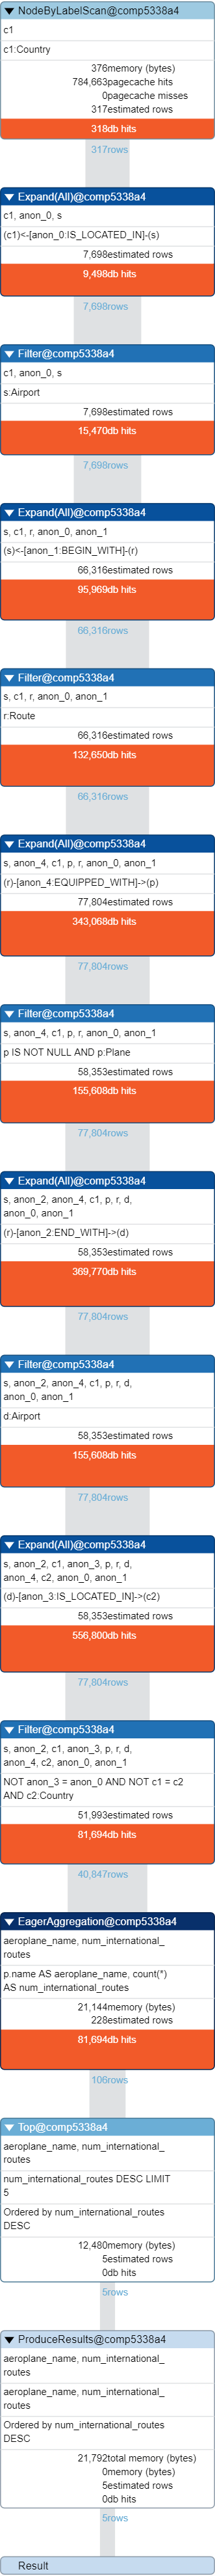 NodeByLabelScan@comp5338a4
c1
c1:Country
376memory (bytes)
784,663pagecache hits
0pagecache misses
317estimated rows
318db hits
317rows
Expand(All)@comp5338a4
c1, anon_0, s
(c1)<-[anon_0:IS_LOCATED_IN]-(s)
7,698estimated rows
9,498db hits
7,698rows
Filter@comp5338a4
c1, anon_0, s
s:Airport
7,698estimated rows
15,470db hits
7,698rows
Expand(All)@comp5338a4
s, c1, r, anon_0, anon_1
(s)<-[anon_1:BEGIN_WITH]-(r)
66,316estimated rows
95,969db hits
66,316rows
Filter@comp5338a4
s, c1, r, anon_0, anon_1
r:Route
66,316estimated rows
132,650db hits
66,316rows
Expand(All)@comp5338a4
s, anon_4, c1, p, r, anon_0, anon_1
(r)-[anon_4:EQUIPPED_WITH]->(p)
77,804estimated rows
343,068db hits
77,804rows
Filter@comp5338a4
s, anon_4, c1, p, r, anon_0, anon_1
p IS NOT NULL AND p:Plane
58,353estimated rows
155,608db hits
77,804rows
Expand(All)@comp5338a4
s, anon_2, anon_4, c1, p, r, d,
anon_0, anon_1
(r)-[anon_2:END_WITH]->(d)
58,353estimated rows
369,770db hits
77,804rows
Filter@comp5338a4
s, anon_2, anon_4, c1, p, r, d,
anon_0, anon_1
d:Airport
58,353estimated rows
155,608db hits
77,804rows
Expand(All)@comp5338a4
s, anon_2, c1, anon_3, p, r, d,
anon_4, c2, anon_0, anon_1
(d)-[anon_3:IS_LOCATED_IN]->(c2)
58,353estimated rows
556,800db hits
77,804rows
Filter@comp5338a4
s, anon_2, c1, anon_3, p, r, d,
anon_4, c2, anon_0, anon_1
NOT anon_3 = anon_0 AND NOT c1 = c2
AND c2:Country
51,993estimated rows
81,694db hits
40,847rows
EagerAggregation@comp5338a4
aeroplane_name, num_international_
routes
p.name AS aeroplane_name, count(*)
AS num_international_routes
21,144memory (bytes)
228estimated rows
81,694db hits
106rows
Top@comp5338a4
aeroplane_name, num_international_
routes
num_international_routes DESC LIMIT
5
Ordered by num_international_routes
DESC
12,480memory (bytes)
5estimated rows
0db hits
5rows
ProduceResults@comp5338a4
aeroplane_name, num_international_
routes
aeroplane_name, num_international_
routes
Ordered by num_international_routes
DESC
21,792total memory (bytes)
0memory (bytes)
5estimated rows
0db hits
5rows
Result